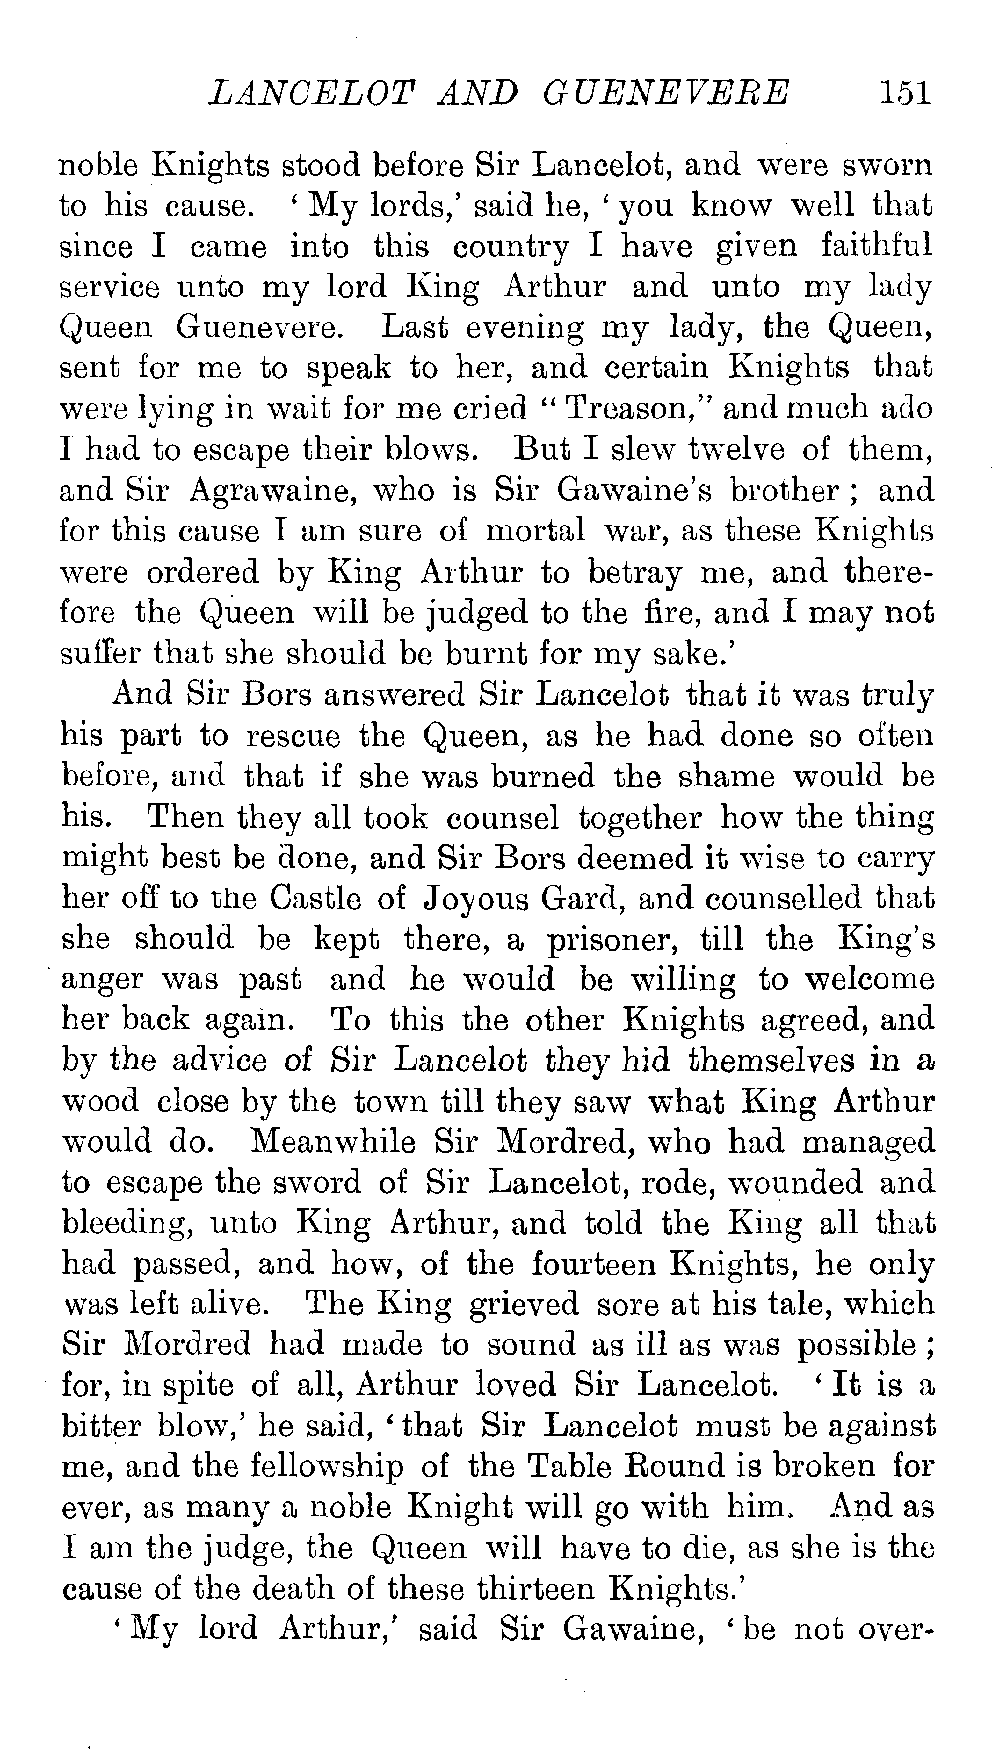 LANCELOT AND GUENEVERE 151
noble Knights stood before Sir Lancelot, and were sworn
to his cause. ‘ My lords,’ said he, ‘ you know well that
since I came into this country I have given faithful
service unto my lord King Arthur and unto my lady
Queen Guenevere. Last evening my lady, the Queen,
sent for me to speak to her, and certain Knights that
were lying in wait for me cried “ Treason,” and much ado
I had to escape their blows. But I slew twelve of them,
and Sir Agrawaine, who is Sir Gawaine’s brother ; and
for this cause I am sure of mortal war, as these Knights
were ordered by King Arthur to betray me, and there-
fore the Queen will be judged to the fire, and I may not
suffer that she should be burnt for my sake.’
And Sir Bors answered Sir Lancelot that it was truly
his part to rescue the Queen, as he had done so often
before, and that if she was burned the shame would be
his. Then they all took counsel together how the thing
might best be done, and Sir Bors deemed it wise to carry
her off to the Castle of Joyous Gard, and counselled that
she should be kept there, a prisoner, till the King’s
anger was past and he would be willing to welcome
her back again. To this the other Knights agreed, and
by the advice of Sir Lancelot they hid themselves in a
wood close by the town till they saw what King Arthur
would do. Meanwhile Sir Mordred, who had managed
to escape the sword of Sir Lancelot, rode, wounded and
bleeding, unto King Arthur, and told the King all that
had passed, and how, of the fourteen Knights, he only
was left alive. The King grieved sore at his tale, which
Sir Mordred had made to sound as ill as was possible ;
for, in spite of all, Arthur loved Sir Lancelot. ‘ It is a
bitter blow,’ he said, ‘ that Sir Lancelot must be against
me, and the fellowship of the Table Round is broken for
ever, as many a noble Knight will go with him. And as
I am the judge, the Queen will have to die, as she is the
cause of the death of these thirteen Knights.’
‘ My lord Arthur,’ said Sir Gawaine, ‘ be not over-